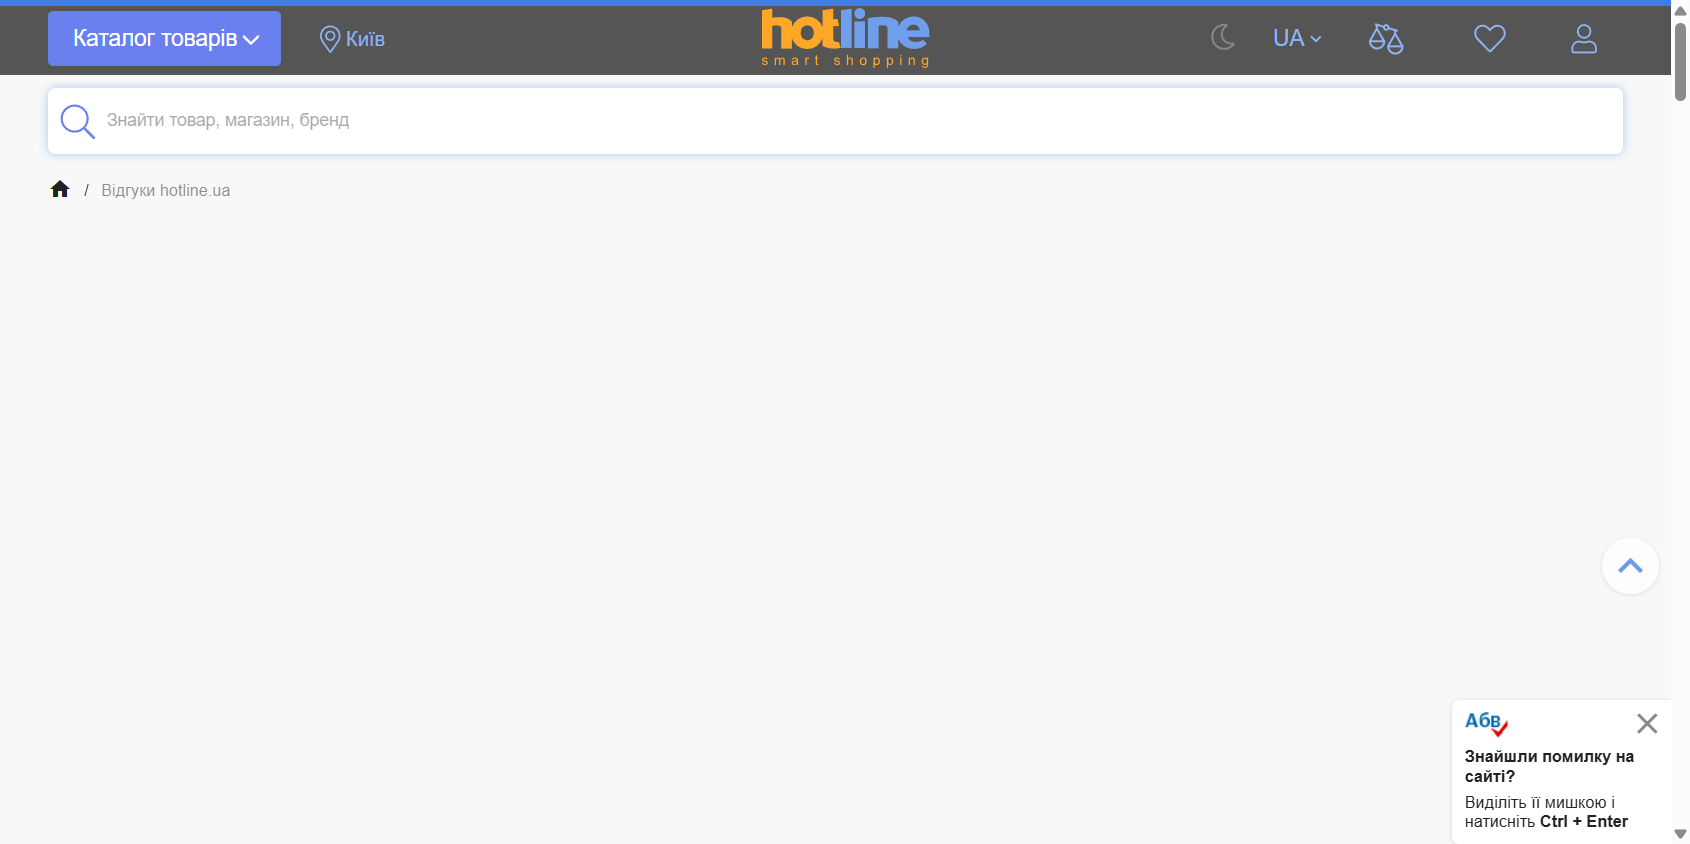 Каталог товарів
Київ
hotline
smart shopping
UA
Знайти товар, магазин, бренд
/ Відгуки hotline.ua
Абв
Знайшли помилку на
сайті?
Виділіть її мишкою і
натисніть Ctrl + Enter